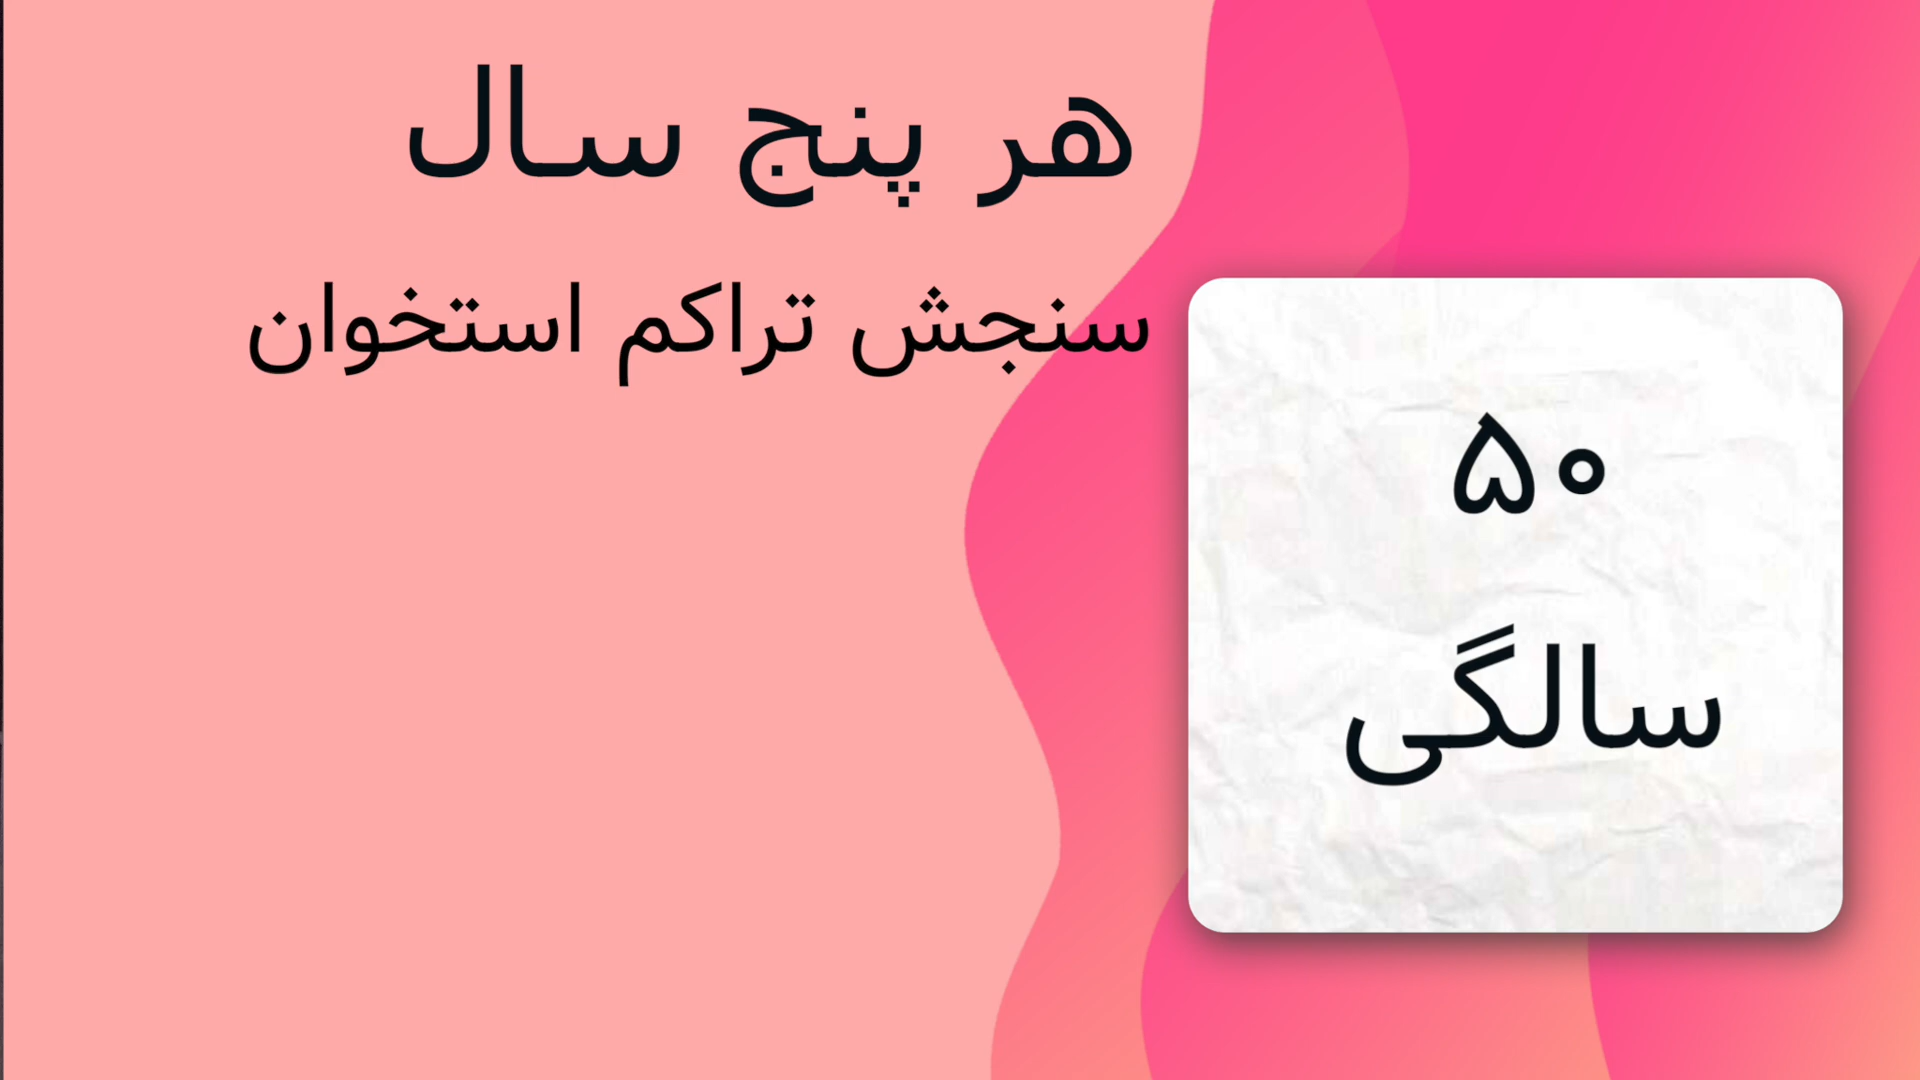 هر پنج سال
سنجش تراکم استخوان
۵۰
سالگی